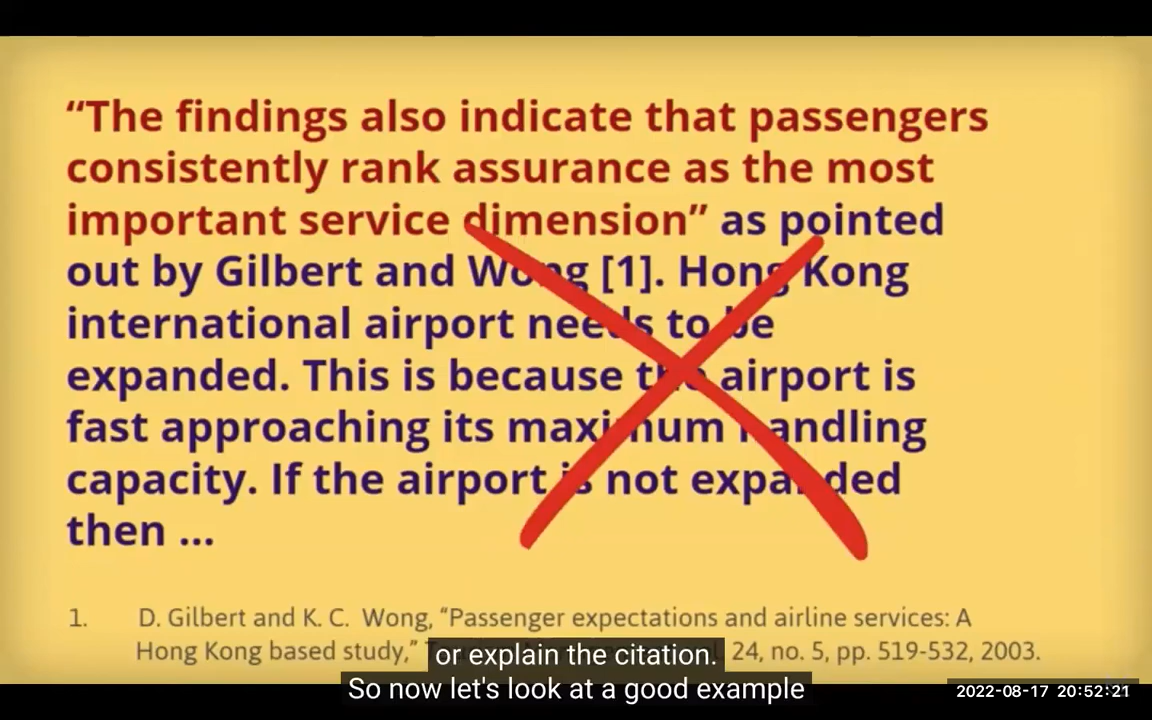 “The findings also indicate that passengers
consistently rank assurance as the most
important service dimension” as pointed
out by Gilbert and Wong [1]. Hong Kong
international airport needs to be
expanded. This is because the airport is
fast approaching its maximum handling
capacity. If the airport is not expanded
then ...
1. D. Gilbert and K. C. Wong, “Passenger expectations and airline services: A
Hong Kong based study,” 24, no. 5, pp. 519-532, 2003.
or explain the citation.
So now let's look at a good example
2022-08-17 20:52:21